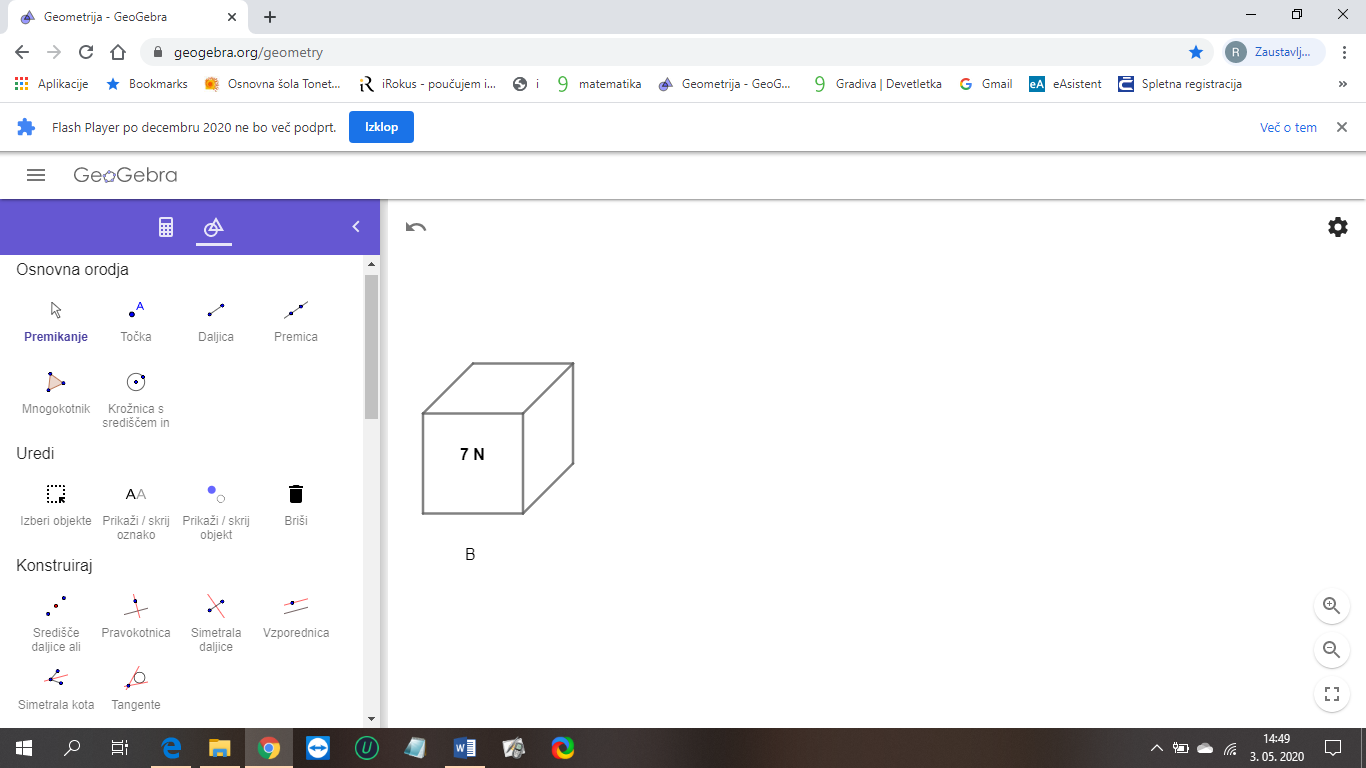 Geometrija - GeoGebra
geogebra.org/geometry
R Zaustavlj...
Aplikacije Bookmarks Osnovna šola Tonet... iRokus - poučujem i... i matematika Geometrija - GeoG... Gradiva | Devetletka Gmail eAsistent Spletna registracija
Flash Player po decembru 2020 ne bo več podprt. Izklop Več o tem
GeoGebra
Osnovna orodja
Premikanje Točka Daljica Premica
Mnogokotnik Krožnica s
središčem in
Uredi
Izberi objekte Prikaži / skrij Prikaži / skrij Briši
oznako objekt
Konstruiraj
Središče Pravokotnica Simetrala Vzporednica
daljice ali daljice
Simetrala kota Tangente
7 N
B
14:49
3. 05. 2020